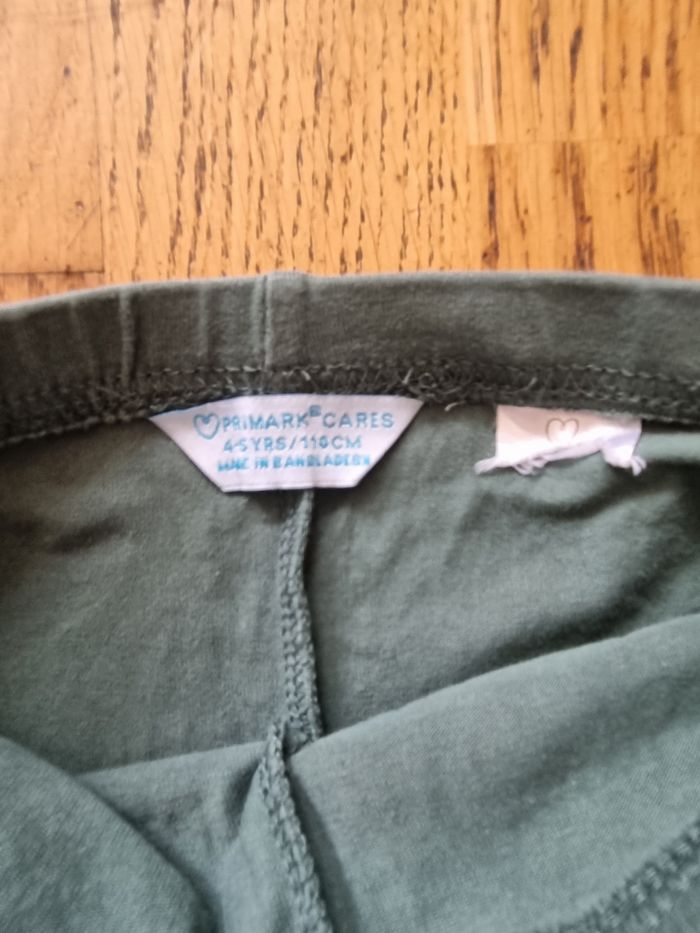 PRIMARK® CARES
4-5YRS/110CM
MADE IN BANGLADESH